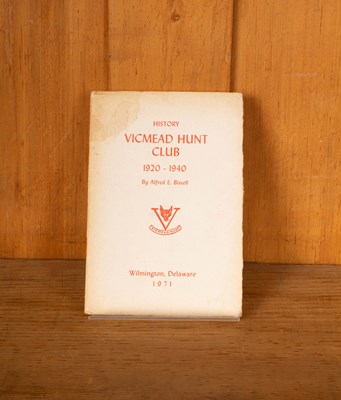 HISTORY
VICMEAD HUNT
CLUB
1920 - 1940
By Alfred E. Bissell
V
Wilmington, Delaware
1971